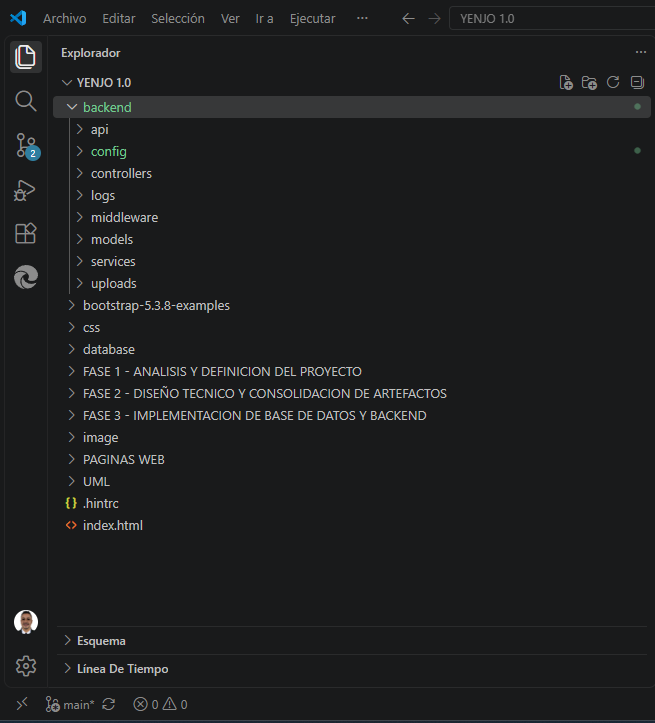 Archivo Editar Selección Ver Ir a Ejecutar ··· YENJO 1.0
Explorador ···
YENJO 1.0
backend
api
config
controllers
logs
middleware
models
services
uploads
bootstrap-5.3.8-examples
css
database
FASE 1 - ANALISIS Y DEFINICION DEL PROYECTO
FASE 2 - DISEÑO TECNICO Y CONSOLIDACION DE ARTEFACTOS
FASE 3 - IMPLEMENTACION DE BASE DE DATOS Y BACKEND
image
PAGINAS WEB
UML
{} .hintrc
<> index.html
2
Esquema
Línea De Tiempo
main* 0 0